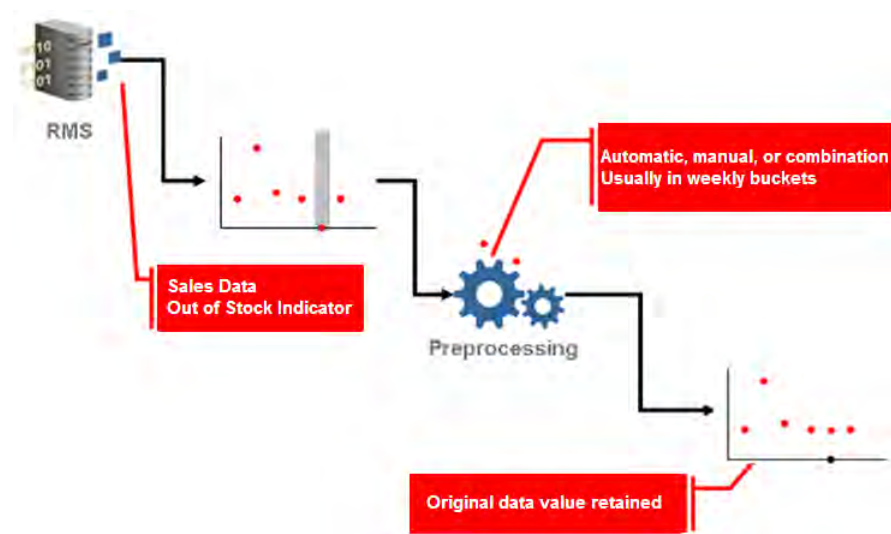 10
01
01
RMS
Automatic, manual, or combination
Usually in weekly buckets
Sales Data
Out of Stock Indicator
Preprocessing
Original data value retained